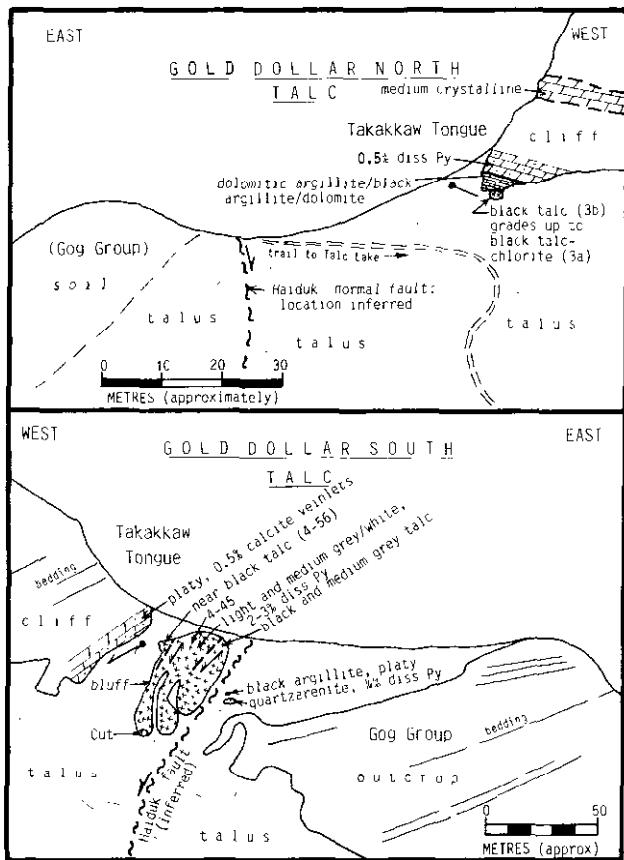 EAST
WEST
GOLD DOLLAR NORTH
TALC
medium crystalline
Takakkaw Tongue
cliff
0.5% diss Py
dolomitic argillite/black
argillite/dolomite
black talc (3b)
grades up to
black talc-
chlorite (3a)
(Gog Group)
soil
trail to Talc Lake
Haiduk normal fault:
location inferred
talus
talus
talus
0 10 20 30
METRES (approximately)
WEST
EAST
GOLD DOLLAR SOUTH
TALC
Takakkaw
Tongue
platy, 0.5% calcite veinlets
near black talc (4-56)
4-45
light and medium grey/white,
2-3% diss Py
black and medium grey talc
bedding
cliff
bluff
Cut
black argillite, platy
quartzarenite, ½% diss Py
Gog Group
bedding
outcrop
talus
Haiduk fault
(inferred)
talus
0 50
METRES (approx)